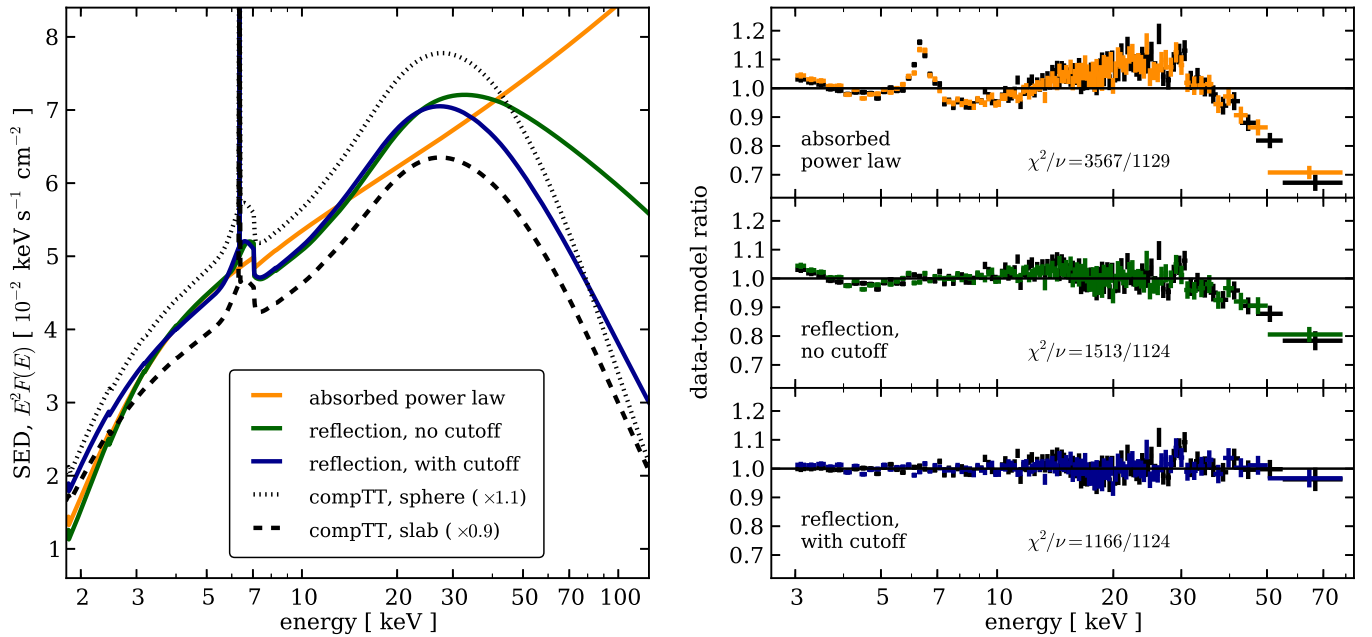 8
7
6
5
4
3
2
1
SED, E²F(E) [ 10⁻² keV s⁻¹ cm⁻² ]
absorbed power law
reflection, no cutoff
reflection, with cutoff
compTT, sphere ( ×1.1)
compTT, slab ( ×0.9)
2 3 5 7 10 20 30 50 70 100
energy [ keV ]
data-to-model ratio
1.2
1.1
1.0
0.9
0.8
0.7
absorbed
power law
χ²/ν=3567/1129
1.2
1.1
1.0
0.9
0.8
0.7
reflection,
no cutoff
χ²/ν=1513/1124
1.2
1.1
1.0
0.9
0.8
0.7
reflection,
with cutoff
χ²/ν=1166/1124
3 5 7 10 20 30 50 70
energy [ keV ]